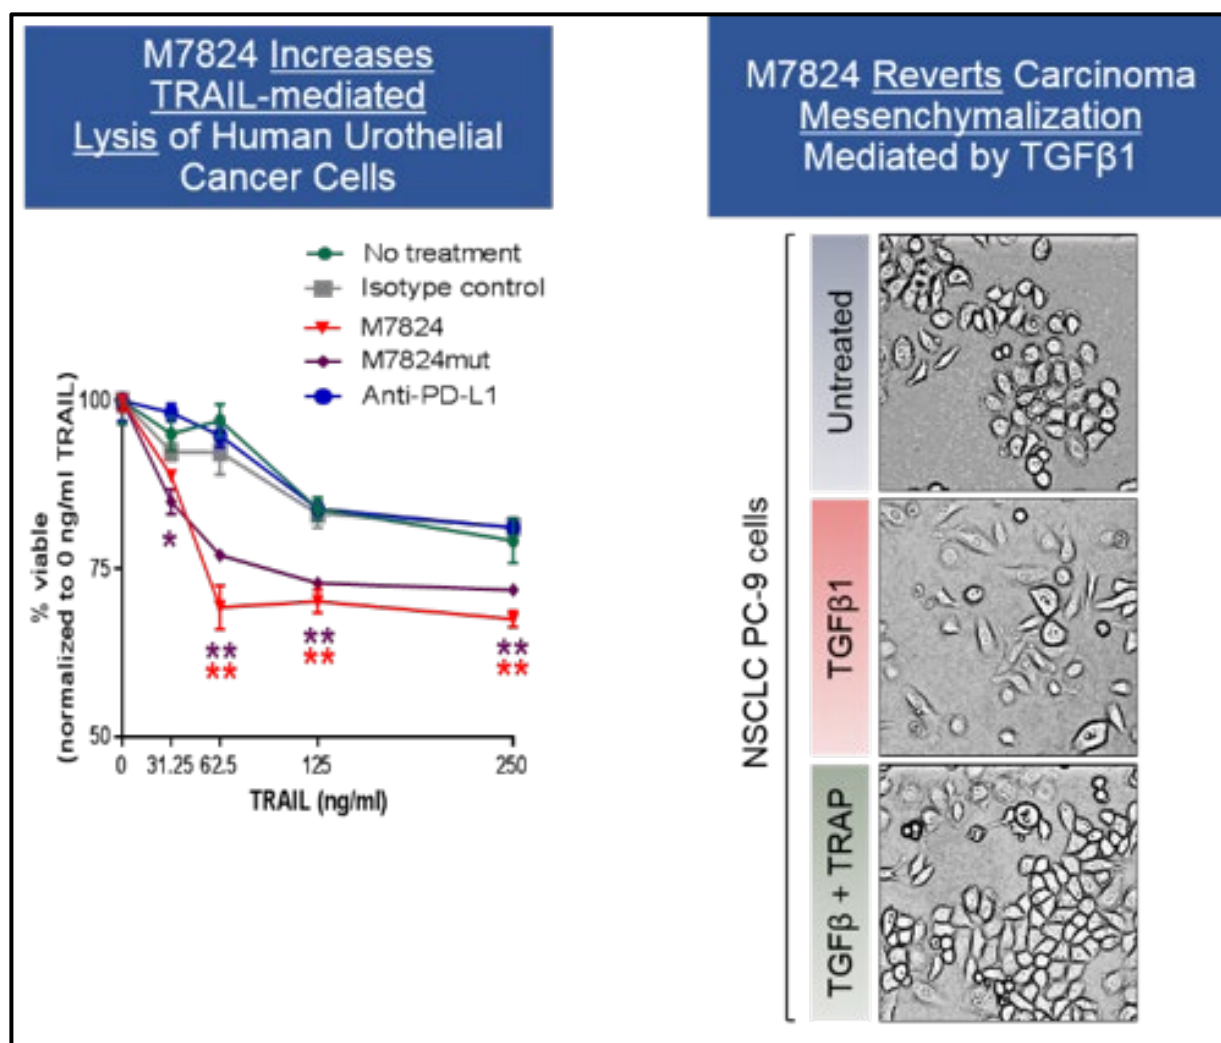 M7824 Increases
TRAIL-mediated
Lysis of Human Urothelial
Cancer Cells
No treatment
Isotype control
M7824
M7824mut
Anti-PD-L1
% viable
(normalized to 0 ng/ml TRAIL)
100
75
50
*
**
**
**
**
**
**
0 31.25 62.5 125 250
TRAIL (ng/ml)
M7824 Reverts Carcinoma
Mesenchymalization
Mediated by TGFβ1
NSCLC PC-9 cells
Untreated
TGFβ1
TGFβ + TRAP